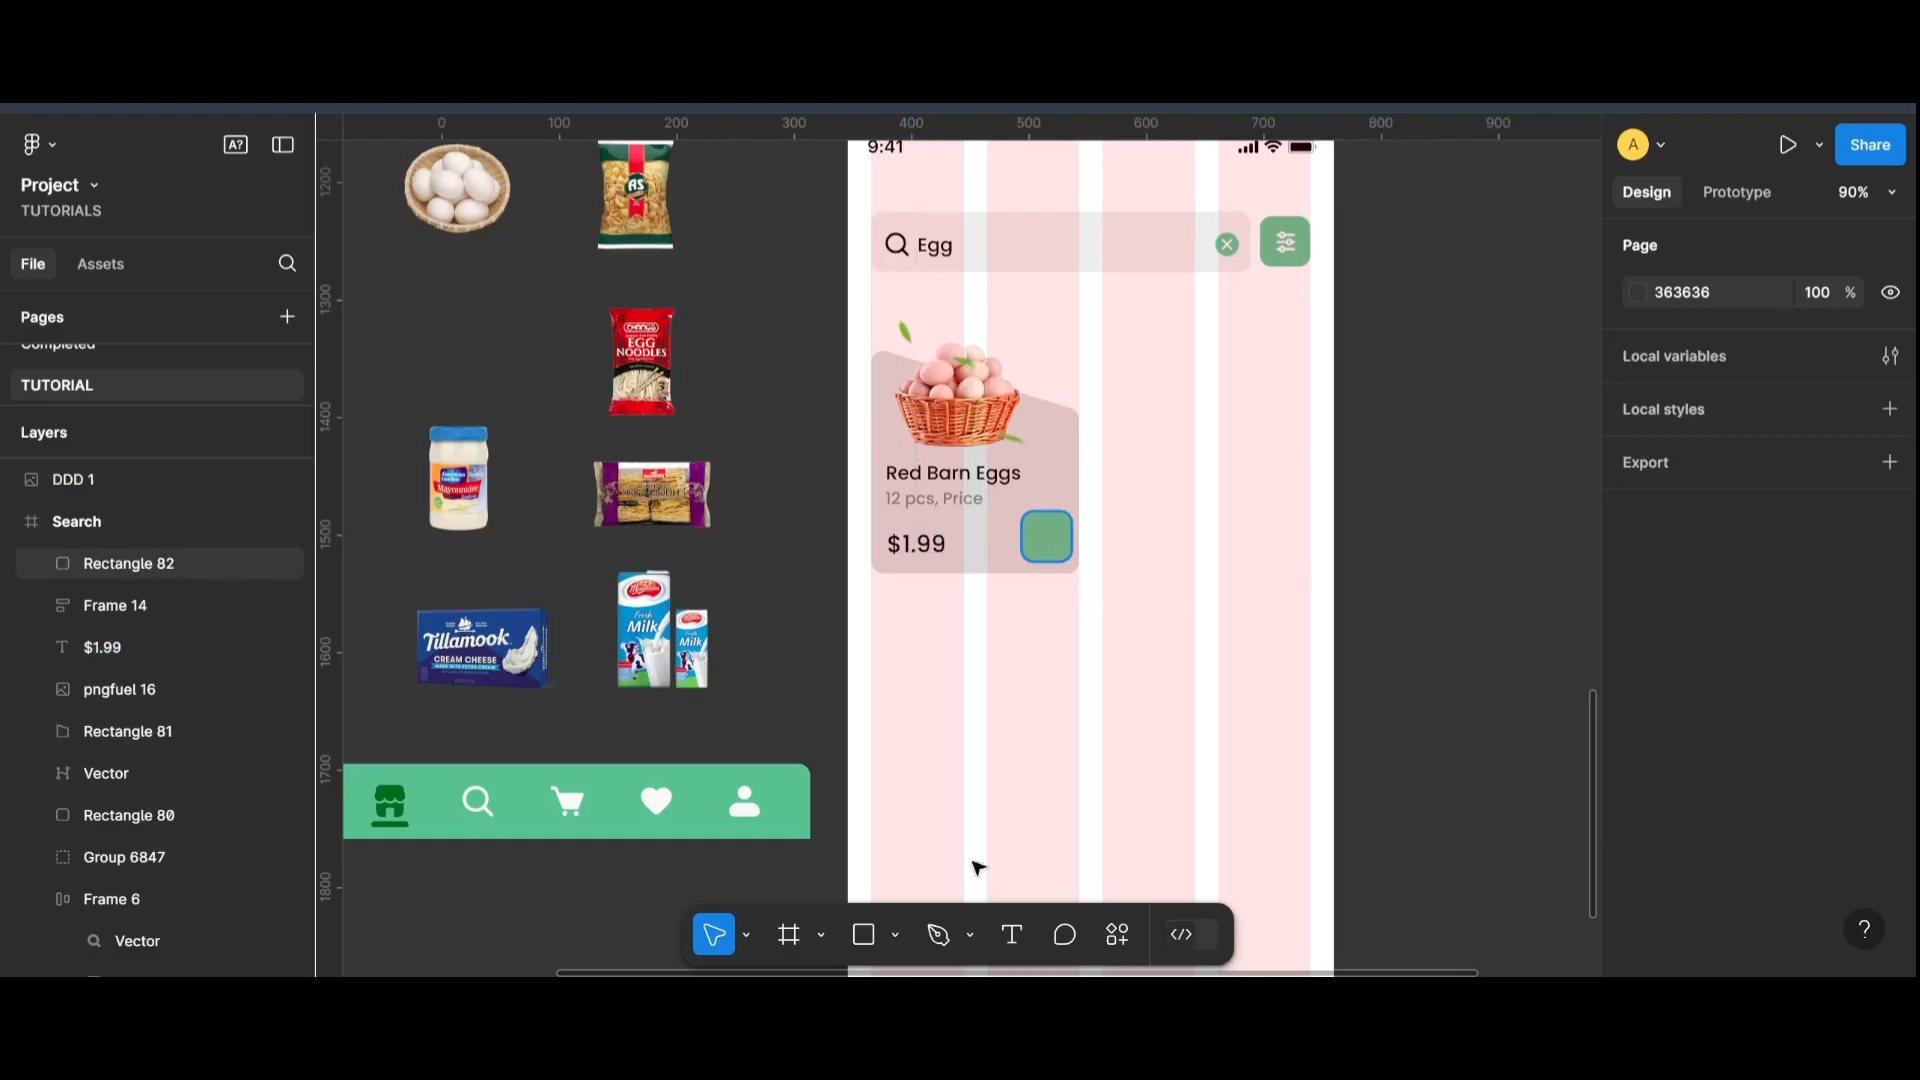 0 100 200 300 400 500 600 700 800 900
A?
Project
TUTORIALS
File Assets
Pages
Completed
TUTORIAL
Layers
DDD 1
Search
Rectangle 82
Frame 14
$1.99
pngfuel 16
Rectangle 81
Vector
Rectangle 80
Group 6847
Frame 6
Vector
1200
1300
1400
1500
1600
1700
1800
AS
EGG
NOODLES
Mayonnaise
Tillamook
CREAM CHEESE
Magnolia
Fresh
Milk
Milk
9:41
Egg
Red Barn Eggs
12 pcs, Price
$1.99
A
Share
Design Prototype 90%
Page
363636 100 %
Local variables
Local styles
Export
?